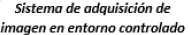 Sistema de adquisición de
imagen en entorno controlado